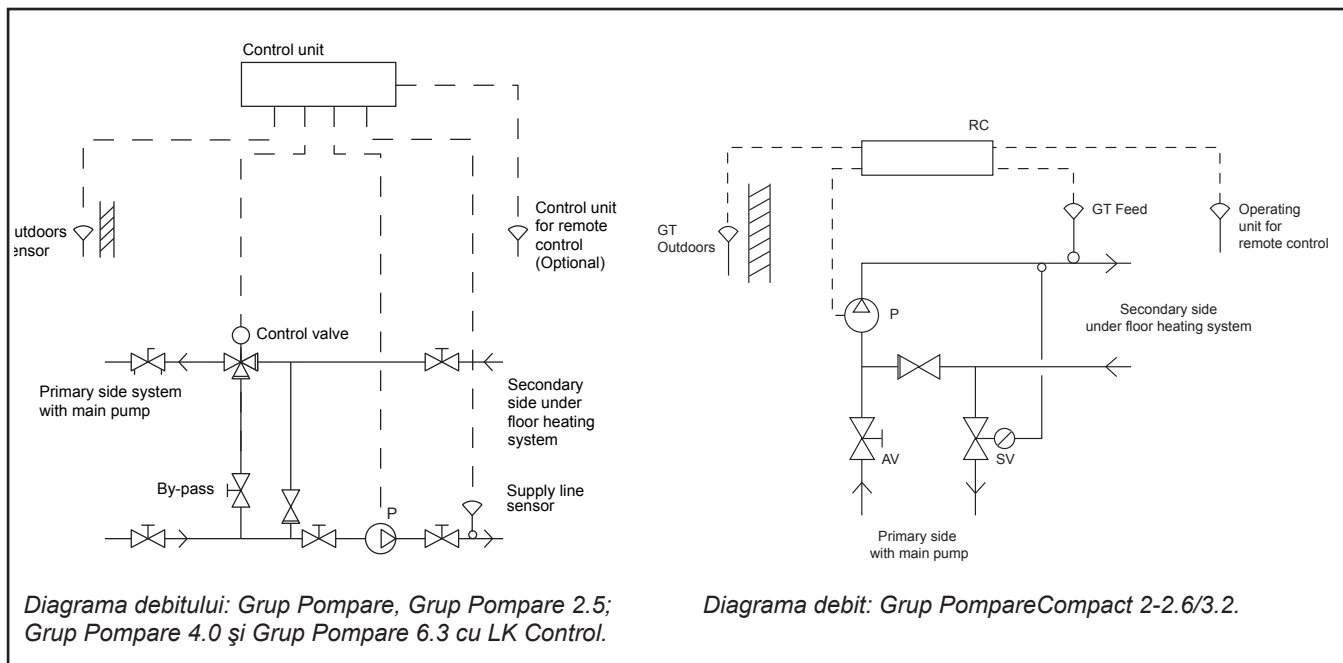 Control unit
utdoors
ensor
Control unit
for remote
control
(Optional)
Control valve
Primary side system
with main pump
Secondary
side under
floor heating
system
By-pass
P
Supply line
sensor
Diagrama debitului: Grup Pompare, Grup Pompare 2.5;
Grup Pompare 4.0 şi Grup Pompare 6.3 cu LK Control.
RC
GT
Outdoors
GT Feed
Operating
unit for
remote control
P
Secondary side
under floor heating system
AV
SV
Primary side
with main pump
Diagrama debit: Grup PompareCompact 2-2.6/3.2.